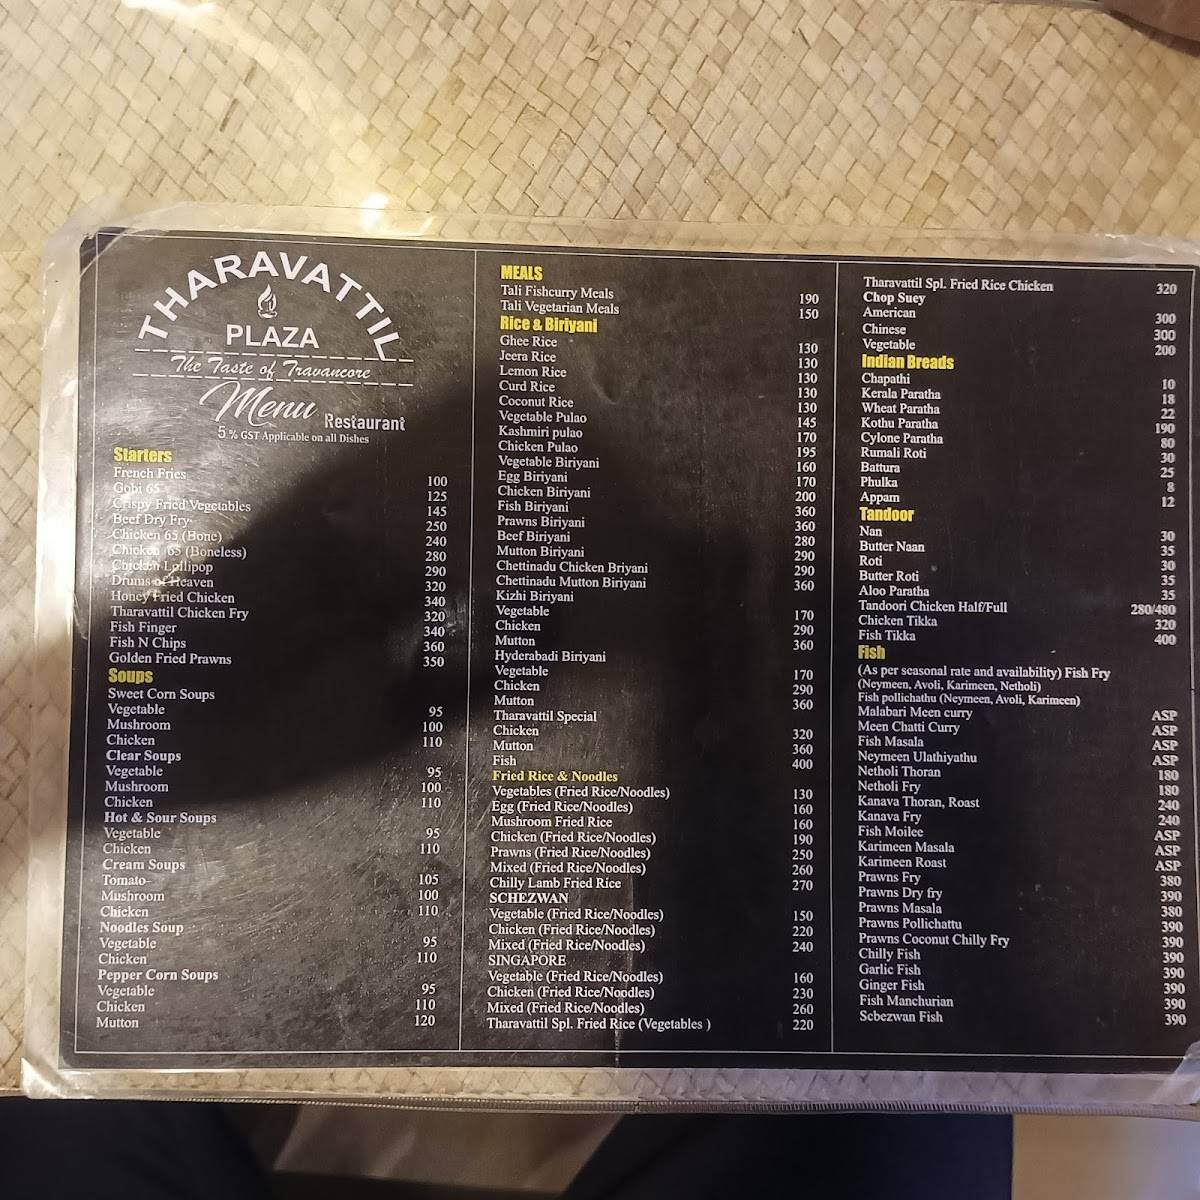 THARAVATTIL
PLAZA
The Taste of Travancore
Menu Restaurant
5 % GST Applicable on all Dishes
Starters
French Fries 100
Gobi 65 125
Crispy Fried Vegetables 145
Beef Dry Fry 250
Chicken 65 (Bone) 240
Chicken 65 (Boneless) 280
Chicken Lollipop 290
Drums of Heaven 320
Honey Fried Chicken 340
Tharavattil Chicken Fry 320
Fish Finger 340
Fish N Chips 360
Golden Fried Prawns 350
Soups
Sweet Corn Soups
Vegetable 95
Mushroom 100
Chicken 110
Clear Soups
Vegetable 95
Mushroom 100
Chicken 110
Hot & Sour Soups
Vegetable 95
Chicken 110
Cream Soups
Tomato 105
Mushroom 100
Chicken 110
Noodles Soup
Vegetable 95
Chicken 110
Pepper Corn Soups
Vegetable 95
Chicken 110
Mutton 120
MEALS
Tali Fishcurry Meals 190
Tali Vegetarian Meals 150
Rice & Biriyani
Ghee Rice 130
Jeera Rice 130
Lemon Rice 130
Curd Rice 130
Coconut Rice 130
Vegetable Pulao 145
Kashmiri pulao 170
Chicken Pulao 195
Vegetable Biriyani 160
Egg Biriyani 170
Chicken Biriyani 200
Fish Biriyani 360
Prawns Biriyani 360
Beef Biriyani 280
Mutton Biriyani 290
Chettinadu Chicken Briyani 290
Chettinadu Mutton Biriyani 360
Kizhi Biriyani
Vegetable 170
Chicken 290
Mutton 360
Hyderabadi Biriyani
Vegetable 170
Chicken 290
Mutton 360
Tharavattil Special
Chicken 320
Mutton 360
Fish 400
Fried Rice & Noodles
Vegetables (Fried Rice/Noodles) 130
Egg (Fried Rice/Noodles) 160
Mushroom Fried Rice 160
Chicken (Fried Rice/Noodles) 190
Prawns (Fried Rice/Noodles) 250
Mixed (Fried Rice/Noodles) 260
Chilly Lamb Fried Rice 270
SCHEZWAN
Vegetable (Fried Rice/Noodles) 150
Chicken (Fried Rice/Noodles) 220
Mixed (Fried Rice/Noodles) 240
SINGAPORE
Vegetable (Fried Rice/Noodles) 160
Chicken (Fried Rice/Noodles) 230
Mixed (Fried Rice/Noodles) 260
Tharavattil Spl. Fried Rice (Vegetables ) 220
Tharavattil Spl. Fried Rice Chicken 320
Chop Suey
American 300
Chinese 300
Vegetable 200
Indian Breads
Chapathi 10
Kerala Paratha 18
Wheat Paratha 22
Kothu Paratha 190
Cylone Paratha 80
Rumali Roti 30
Battura 25
Phulka 8
Appam 12
Tandoor
Nan 30
Butter Naan 35
Roti 30
Butter Roti 35
Aloo Paratha 35
Tandoori Chicken Half/Full 280/480
Chicken Tikka 320
Fish Tikka 400
Fish
(As per seasonal rate and availability) Fish Fry
(Neymeen, Avoli, Karimeen, Netholi)
Fish pollichathu (Neymeen, Avoli, Karimeen)
Malabari Meen curry ASP
Meen Chatti Curry ASP
Fish Masala ASP
Neymeen Ulathiyathu ASP
Netholi Thoran 180
Netholi Fry 180
Kanava Thoran, Roast 240
Kanava Fry 240
Fish Moilee ASP
Karimeen Masala ASP
Karimeen Roast ASP
Prawns Fry 380
Prawns Dry fry 390
Prawns Masala 380
Prawns Pollichattu 390
Prawns Coconut Chilly Fry 390
Chilly Fish 390
Garlic Fish 390
Ginger Fish 390
Fish Manchurian 390
Scbezwan Fish 390